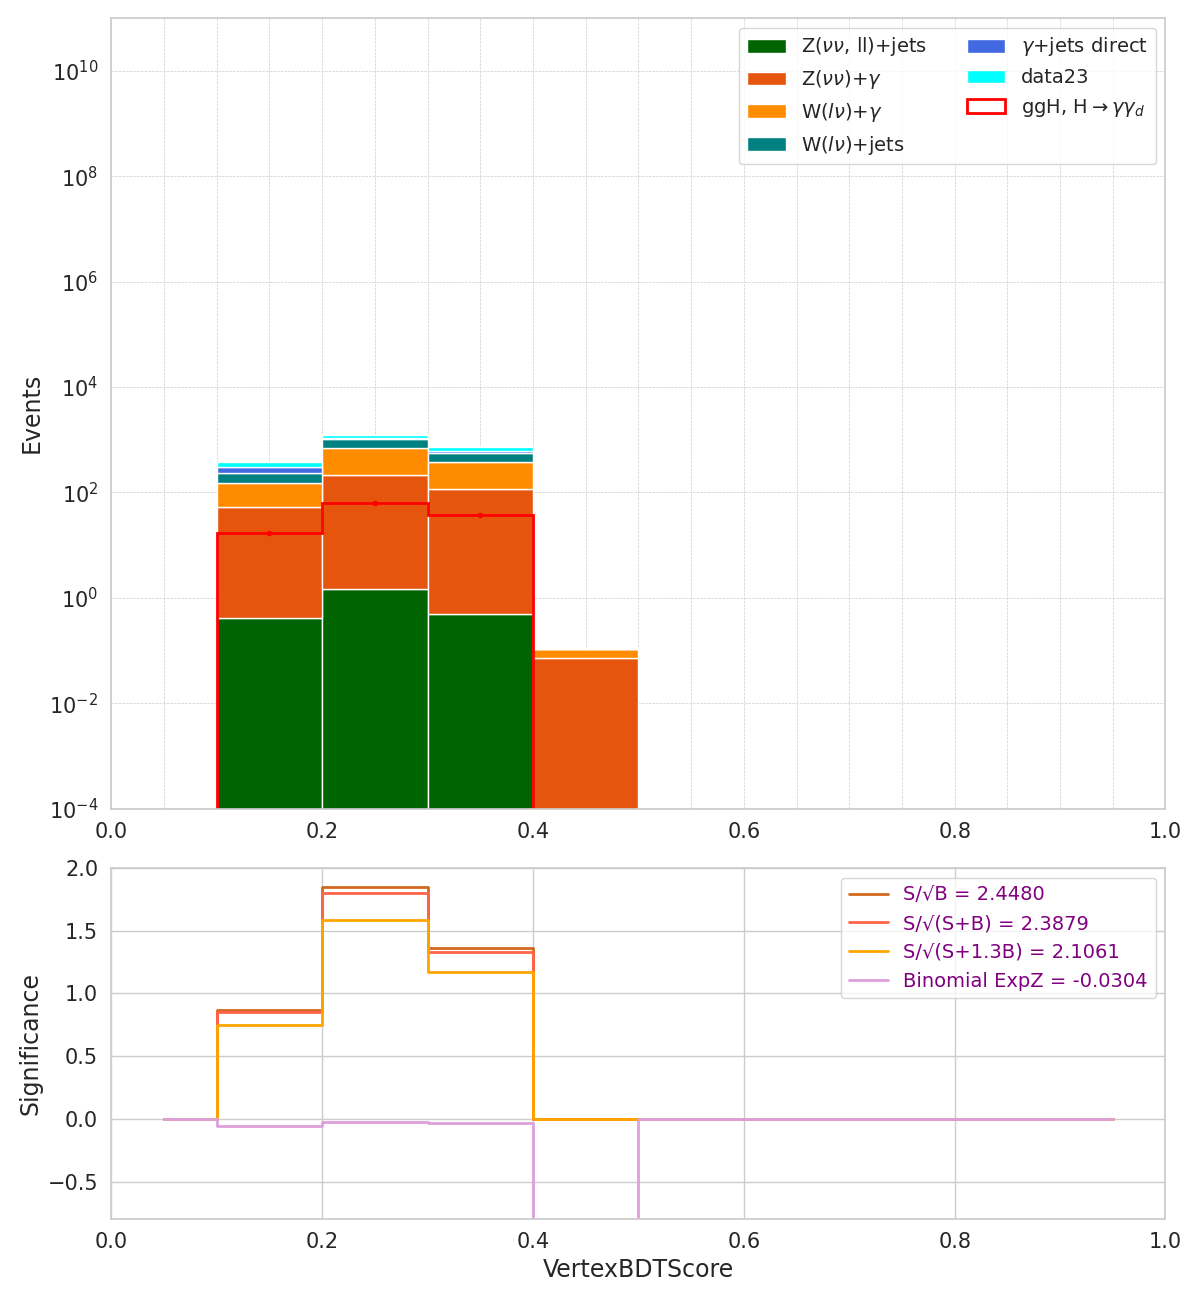 Z(νν, ll)+jets
Z(νν)+γ
W(lν)+γ
W(lν)+jets
γ+jets direct
data23
ggH, H→γγ_d
Events
10^10
10^8
10^6
10^4
10^2
10^0
10^−2
10^−4
0.0 0.2 0.4 0.6 0.8 1.0
S/√B = 2.4480
S/√(S+B) = 2.3879
S/√(S+1.3B) = 2.1061
Binomial ExpZ = -0.0304
Significance
2.0
1.5
1.0
0.5
0.0
−0.5
0.0 0.2 0.4 0.6 0.8 1.0
VertexBDTScore